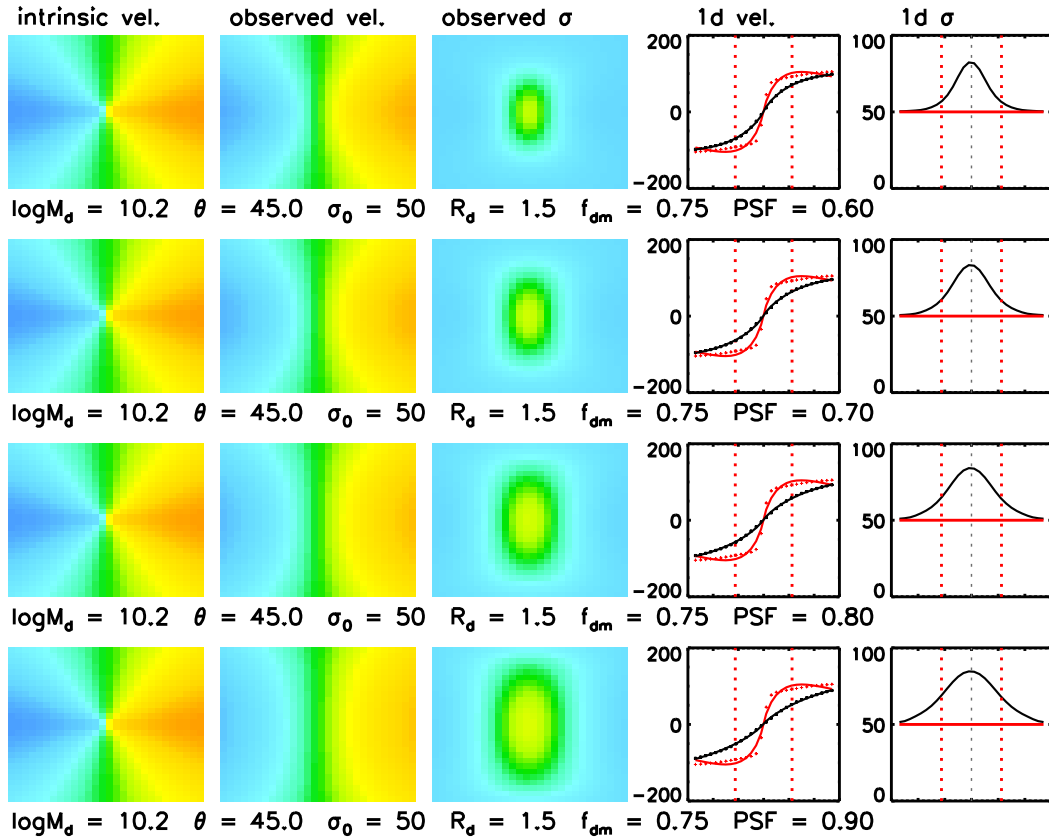 intrinsic vel. observed vel. observed σ 1d vel. 1d σ
200 100
0 50
-200 0
logM_d = 10.2 θ = 45.0 σ_0 = 50 R_d = 1.5 f_dm = 0.75 PSF = 0.60
200 100
0 50
-200 0
logM_d = 10.2 θ = 45.0 σ_0 = 50 R_d = 1.5 f_dm = 0.75 PSF = 0.70
200 100
0 50
-200 0
logM_d = 10.2 θ = 45.0 σ_0 = 50 R_d = 1.5 f_dm = 0.75 PSF = 0.80
200 100
0 50
-200 0
logM_d = 10.2 θ = 45.0 σ_0 = 50 R_d = 1.5 f_dm = 0.75 PSF = 0.90